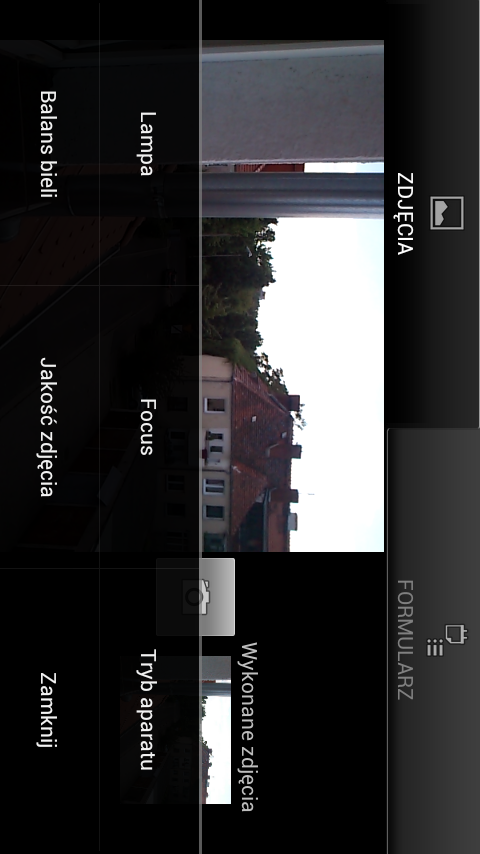 ZDJĘCIA
FORMULARZ
Wykonane zdjęcia
Lampa
Focus
Tryb aparatu
Balans bieli
Jakość zdjęcia
Zamknij